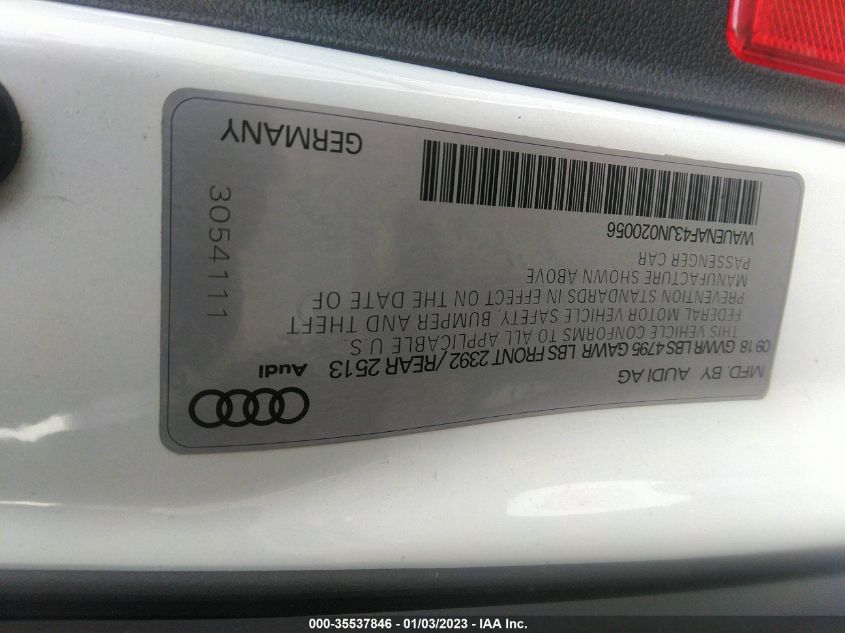 MFD. BY AUDI AG
Audi
09 18 GVWR LBS 4795 GAWR LBS FRONT 2392/REAR 2513
THIS VEHICLE CONFORMS TO ALL APPLICABLE U.S.
FEDERAL MOTOR VEHICLE SAFETY, BUMPER AND THEFT
PREVENTION STANDARDS IN EFFECT ON THE DATE OF
MANUFACTURE SHOWN ABOVE
PASSENGER CAR
WAUENAF43JN020056
3054111
GERMANY
000-35537846 - 01/03/2023 - IAA Inc.